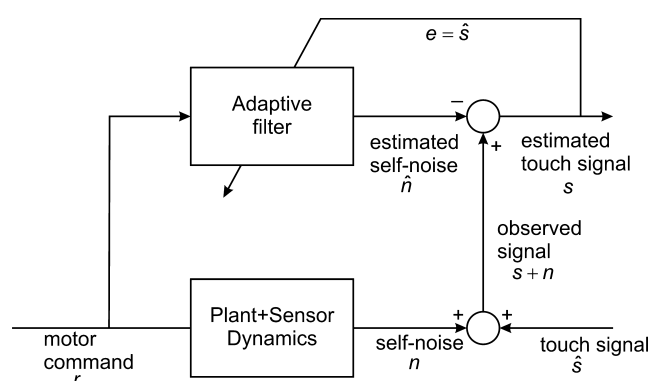 e = ŝ
Adaptive
filter
−
+
estimated
self-noise
n̂
estimated
touch signal
s
observed
signal
s + n
Plant+Sensor
Dynamics
+
+
motor
command
r
self-noise
n
touch signal
ŝ